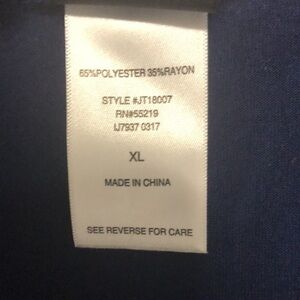 65%POLYESTER 35%RAYON
STYLE #JT18007
RN#55219
IJ7937 0317
XL
MADE IN CHINA
SEE REVERSE FOR CARE